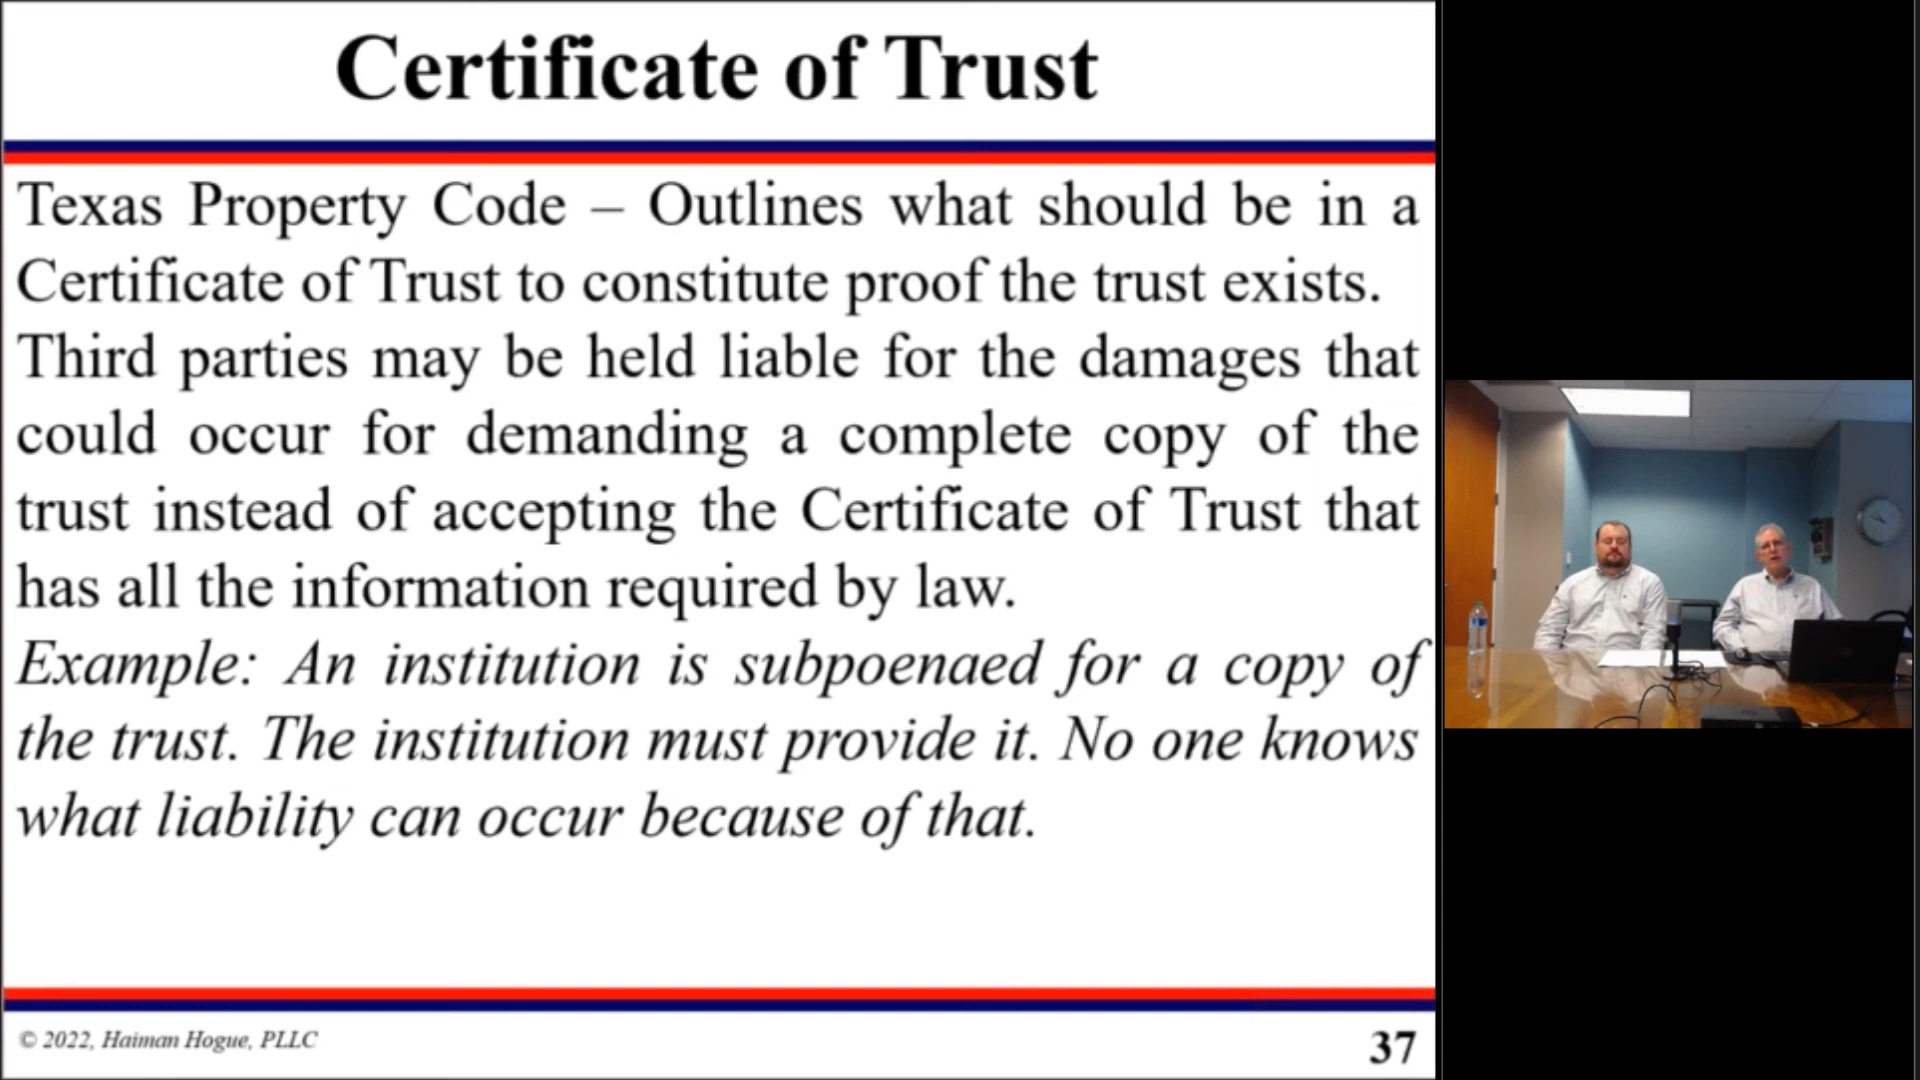 Certificate of Trust
Texas Property Code – Outlines what should be in a
Certificate of Trust to constitute proof the trust exists.
Third parties may be held liable for the damages that
could occur for demanding a complete copy of the
trust instead of accepting the Certificate of Trust that
has all the information required by law.
Example: An institution is subpoenaed for a copy of
the trust. The institution must provide it. No one knows
what liability can occur because of that.
© 2022, Haiman Hogue, PLLC
37